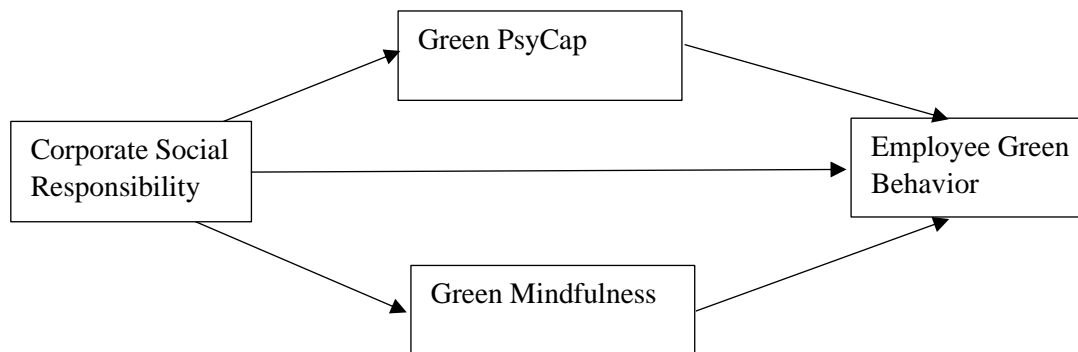 Green PsyCap
Corporate Social
Responsibility
Employee Green
Behavior
Green Mindfulness